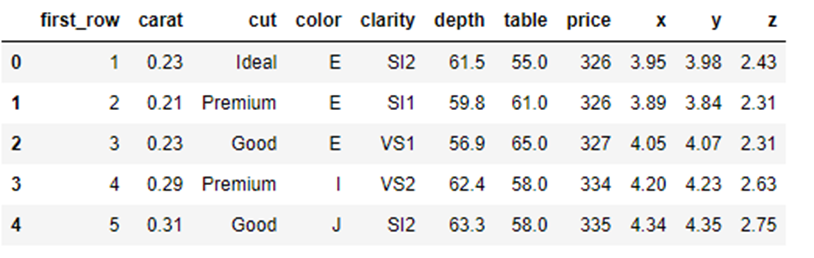 first_row carat cut color clarity depth table price x y z
0 1 0.23 Ideal E SI2 61.5 55.0 326 3.95 3.98 2.43
1 2 0.21 Premium E SI1 59.8 61.0 326 3.89 3.84 2.31
2 3 0.23 Good E VS1 56.9 65.0 327 4.05 4.07 2.31
3 4 0.29 Premium I VS2 62.4 58.0 334 4.20 4.23 2.63
4 5 0.31 Good J SI2 63.3 58.0 335 4.34 4.35 2.75